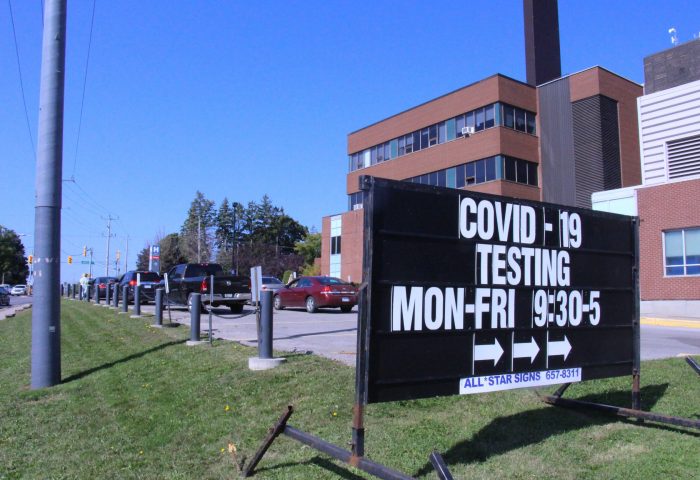 COVID-19
TESTING
MON-FRI 9:30-5
ALL*STAR SIGNS 657-8311
H